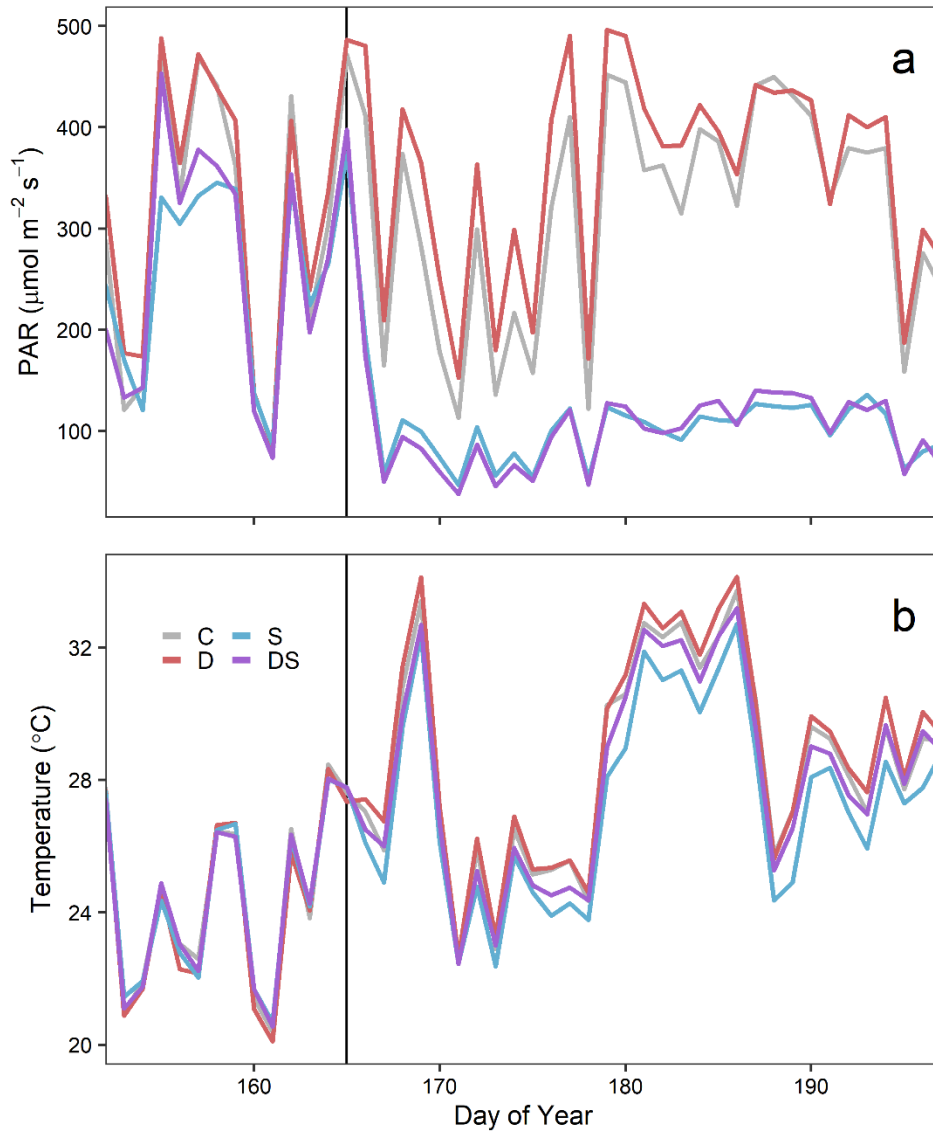 a
500
400
300
200
100
PAR (μmol m⁻² s⁻¹)
b
C S
D DS
32
28
24
20
Temperature (°C)
160 170 180 190
Day of Year